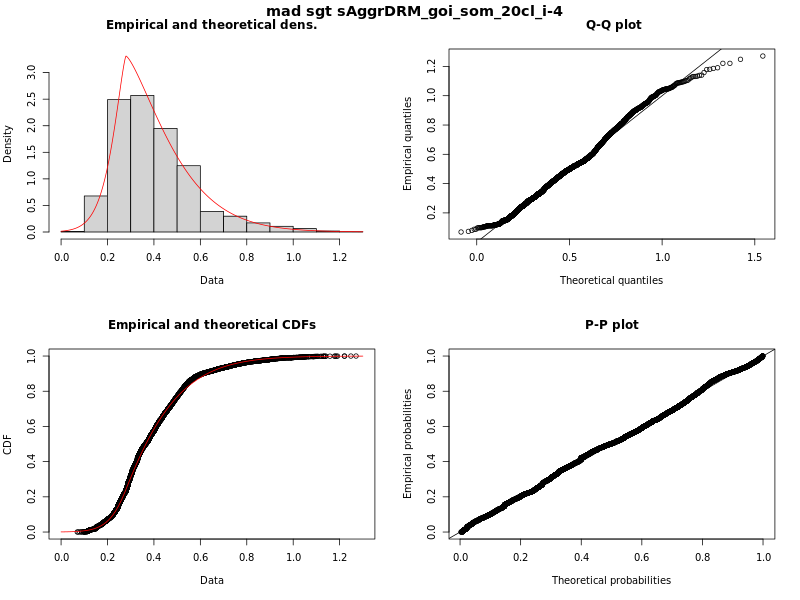 mad sgt sAggrDRM_goi_som_20cl_i-4
Empirical and theoretical dens.
Density
0.0 0.5 1.0 1.5 2.0 2.5 3.0
0.0 0.2 0.4 0.6 0.8 1.0 1.2
Data
Q-Q plot
Empirical quantiles
0.2 0.4 0.6 0.8 1.0 1.2
0.0 0.5 1.0 1.5
Theoretical quantiles
Empirical and theoretical CDFs
CDF
0.0 0.2 0.4 0.6 0.8 1.0
0.0 0.2 0.4 0.6 0.8 1.0 1.2
Data
P-P plot
Empirical probabilities
0.0 0.2 0.4 0.6 0.8 1.0
0.0 0.2 0.4 0.6 0.8 1.0
Theoretical probabilities